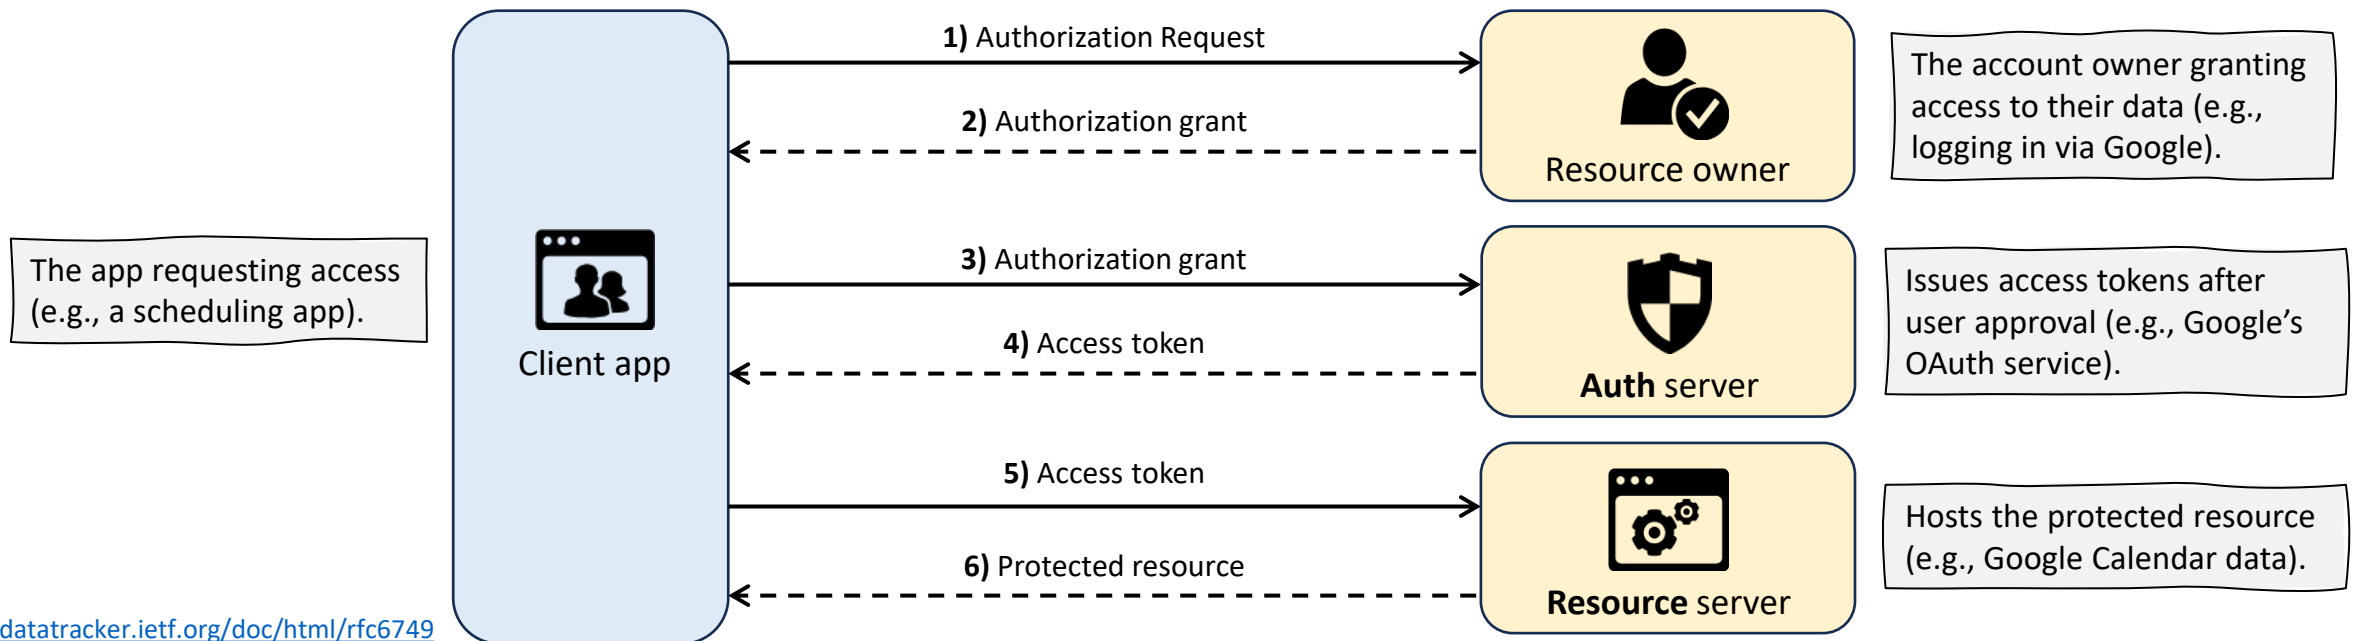 1) Authorization Request
2) Authorization grant
Resource owner
The account owner granting
access to their data (e.g.,
logging in via Google).
The app requesting access
(e.g., a scheduling app).
Client app
3) Authorization grant
4) Access token
Auth server
Issues access tokens after
user approval (e.g., Google’s
OAuth service).
5) Access token
6) Protected resource
Resource server
Hosts the protected resource
(e.g., Google Calendar data).
datatracker.ietf.org/doc/html/rfc6749